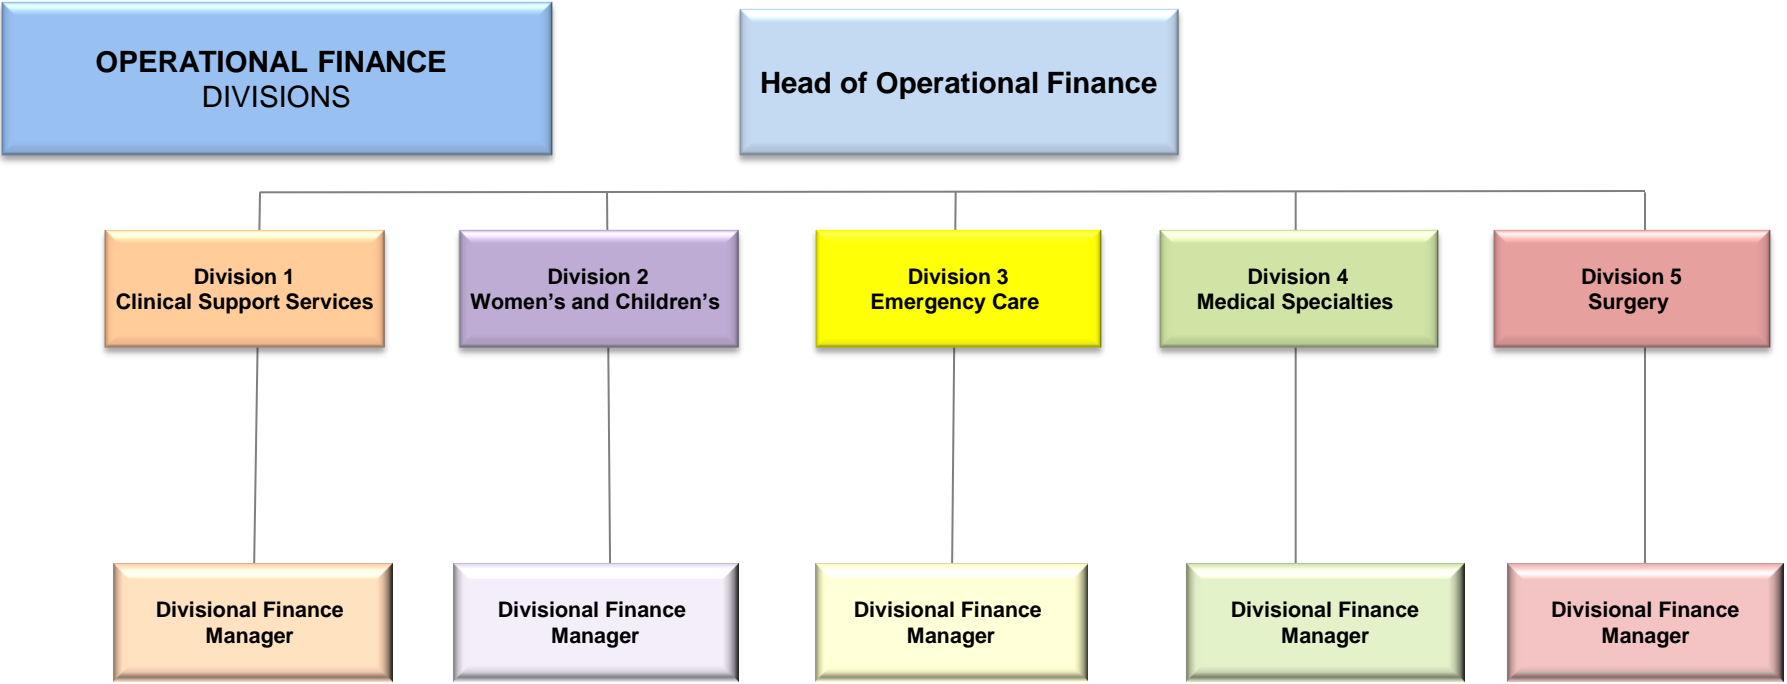 OPERATIONAL FINANCE
DIVISIONS
Head of Operational Finance
Division 1
Clinical Support Services
Division 2
Women’s and Children’s
Division 3
Emergency Care
Division 4
Medical Specialties
Division 5
Surgery
Divisional Finance
Manager
Divisional Finance
Manager
Divisional Finance
Manager
Divisional Finance
Manager
Divisional Finance
Manager